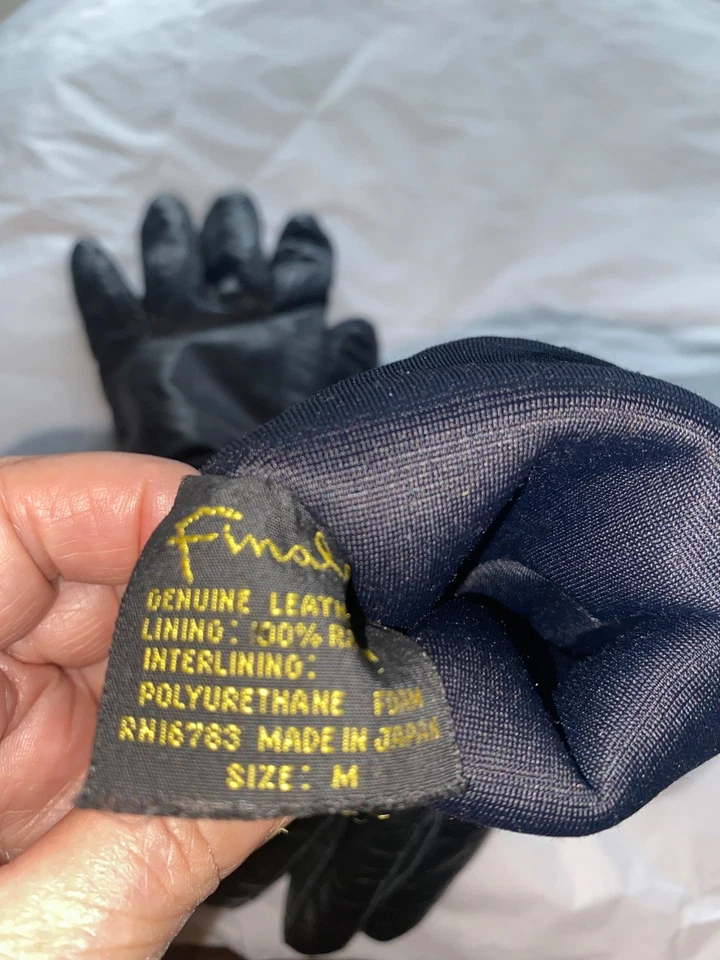 GENUINE
LINING: 100%
INTERLINING:
POLYURETHANE FOAM
RN16783 MADE IN JAPAN
SIZE: M